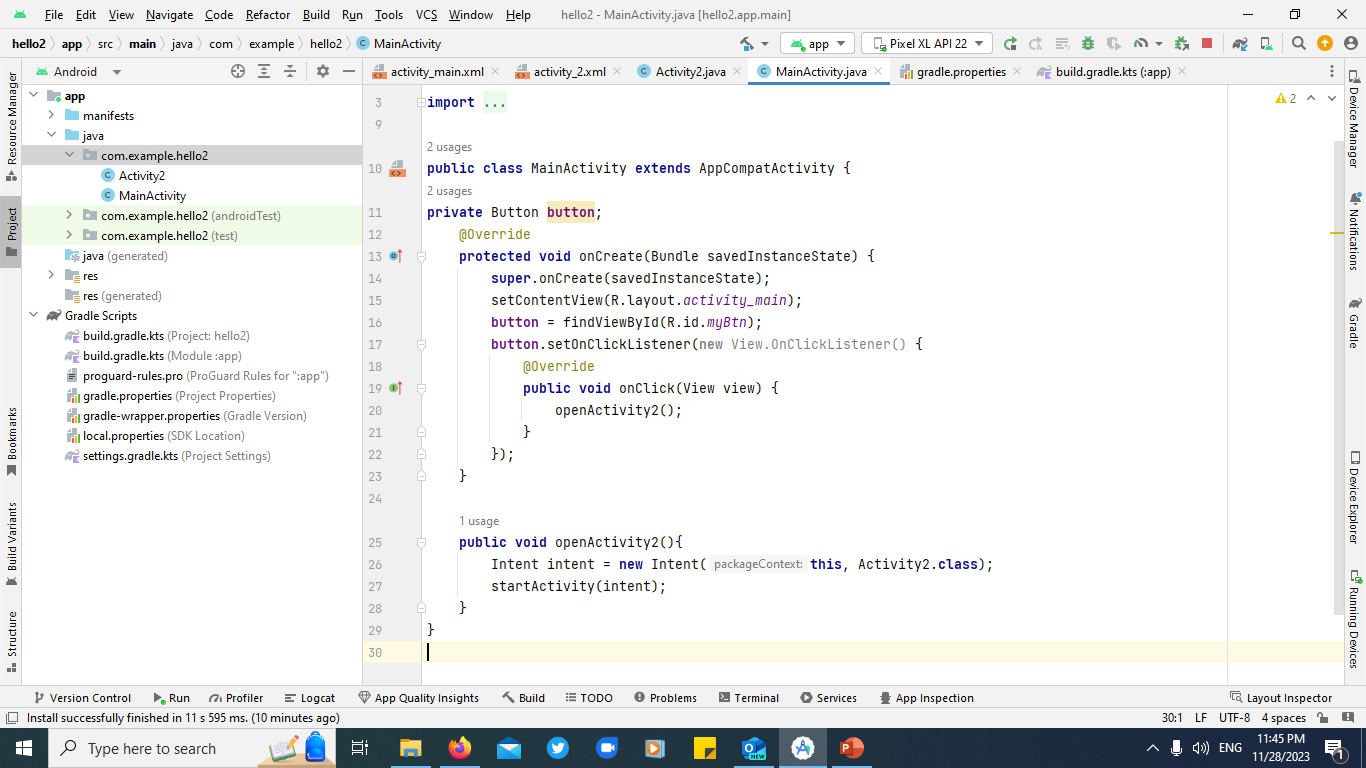 File Edit View Navigate Code Refactor Build Run Tools VCS Window Help hello2 - MainActivity.java [hello2.app.main]
hello2 app src main java com example hello2 MainActivity app Pixel XL API 22
Android activity_main.xml activity_2.xml Activity2.java MainActivity.java gradle.properties build.gradle.kts (:app)
Resource Manager
Project
Bookmarks
Build Variants
Structure
app
manifests
java
com.example.hello2
Activity2
MainActivity
com.example.hello2 (androidTest)
com.example.hello2 (test)
java (generated)
res
res (generated)
Gradle Scripts
build.gradle.kts (Project: hello2)
build.gradle.kts (Module :app)
proguard-rules.pro (ProGuard Rules for ":app")
gradle.properties (Project Properties)
gradle-wrapper.properties (Gradle Version)
local.properties (SDK Location)
settings.gradle.kts (Project Settings)
3 import ... 2
9
2 usages
10 public class MainActivity extends AppCompatActivity {
2 usages
11 private Button button;
12 @Override
13 protected void onCreate(Bundle savedInstanceState) {
14 super.onCreate(savedInstanceState);
15 setContentView(R.layout.activity_main);
16 button = findViewById(R.id.myBtn);
17 button.setOnClickListener(new View.OnClickListener() {
18 @Override
19 public void onClick(View view) {
20 openActivity2();
21 }
22 });
23 }
24
1 usage
25 public void openActivity2(){
26 Intent intent = new Intent( packageContext: this, Activity2.class);
27 startActivity(intent);
28 }
29 }
30
Device Manager
Notifications
Gradle
Device Explorer
Running Devices
Version Control Run Profiler Logcat App Quality Insights Build TODO Problems Terminal Services App Inspection Layout Inspector
Install successfully finished in 11 s 595 ms. (10 minutes ago) 30:1 LF UTF-8 4 spaces
Type here to search NEW ENG 11:45 PM
11/28/2023 1